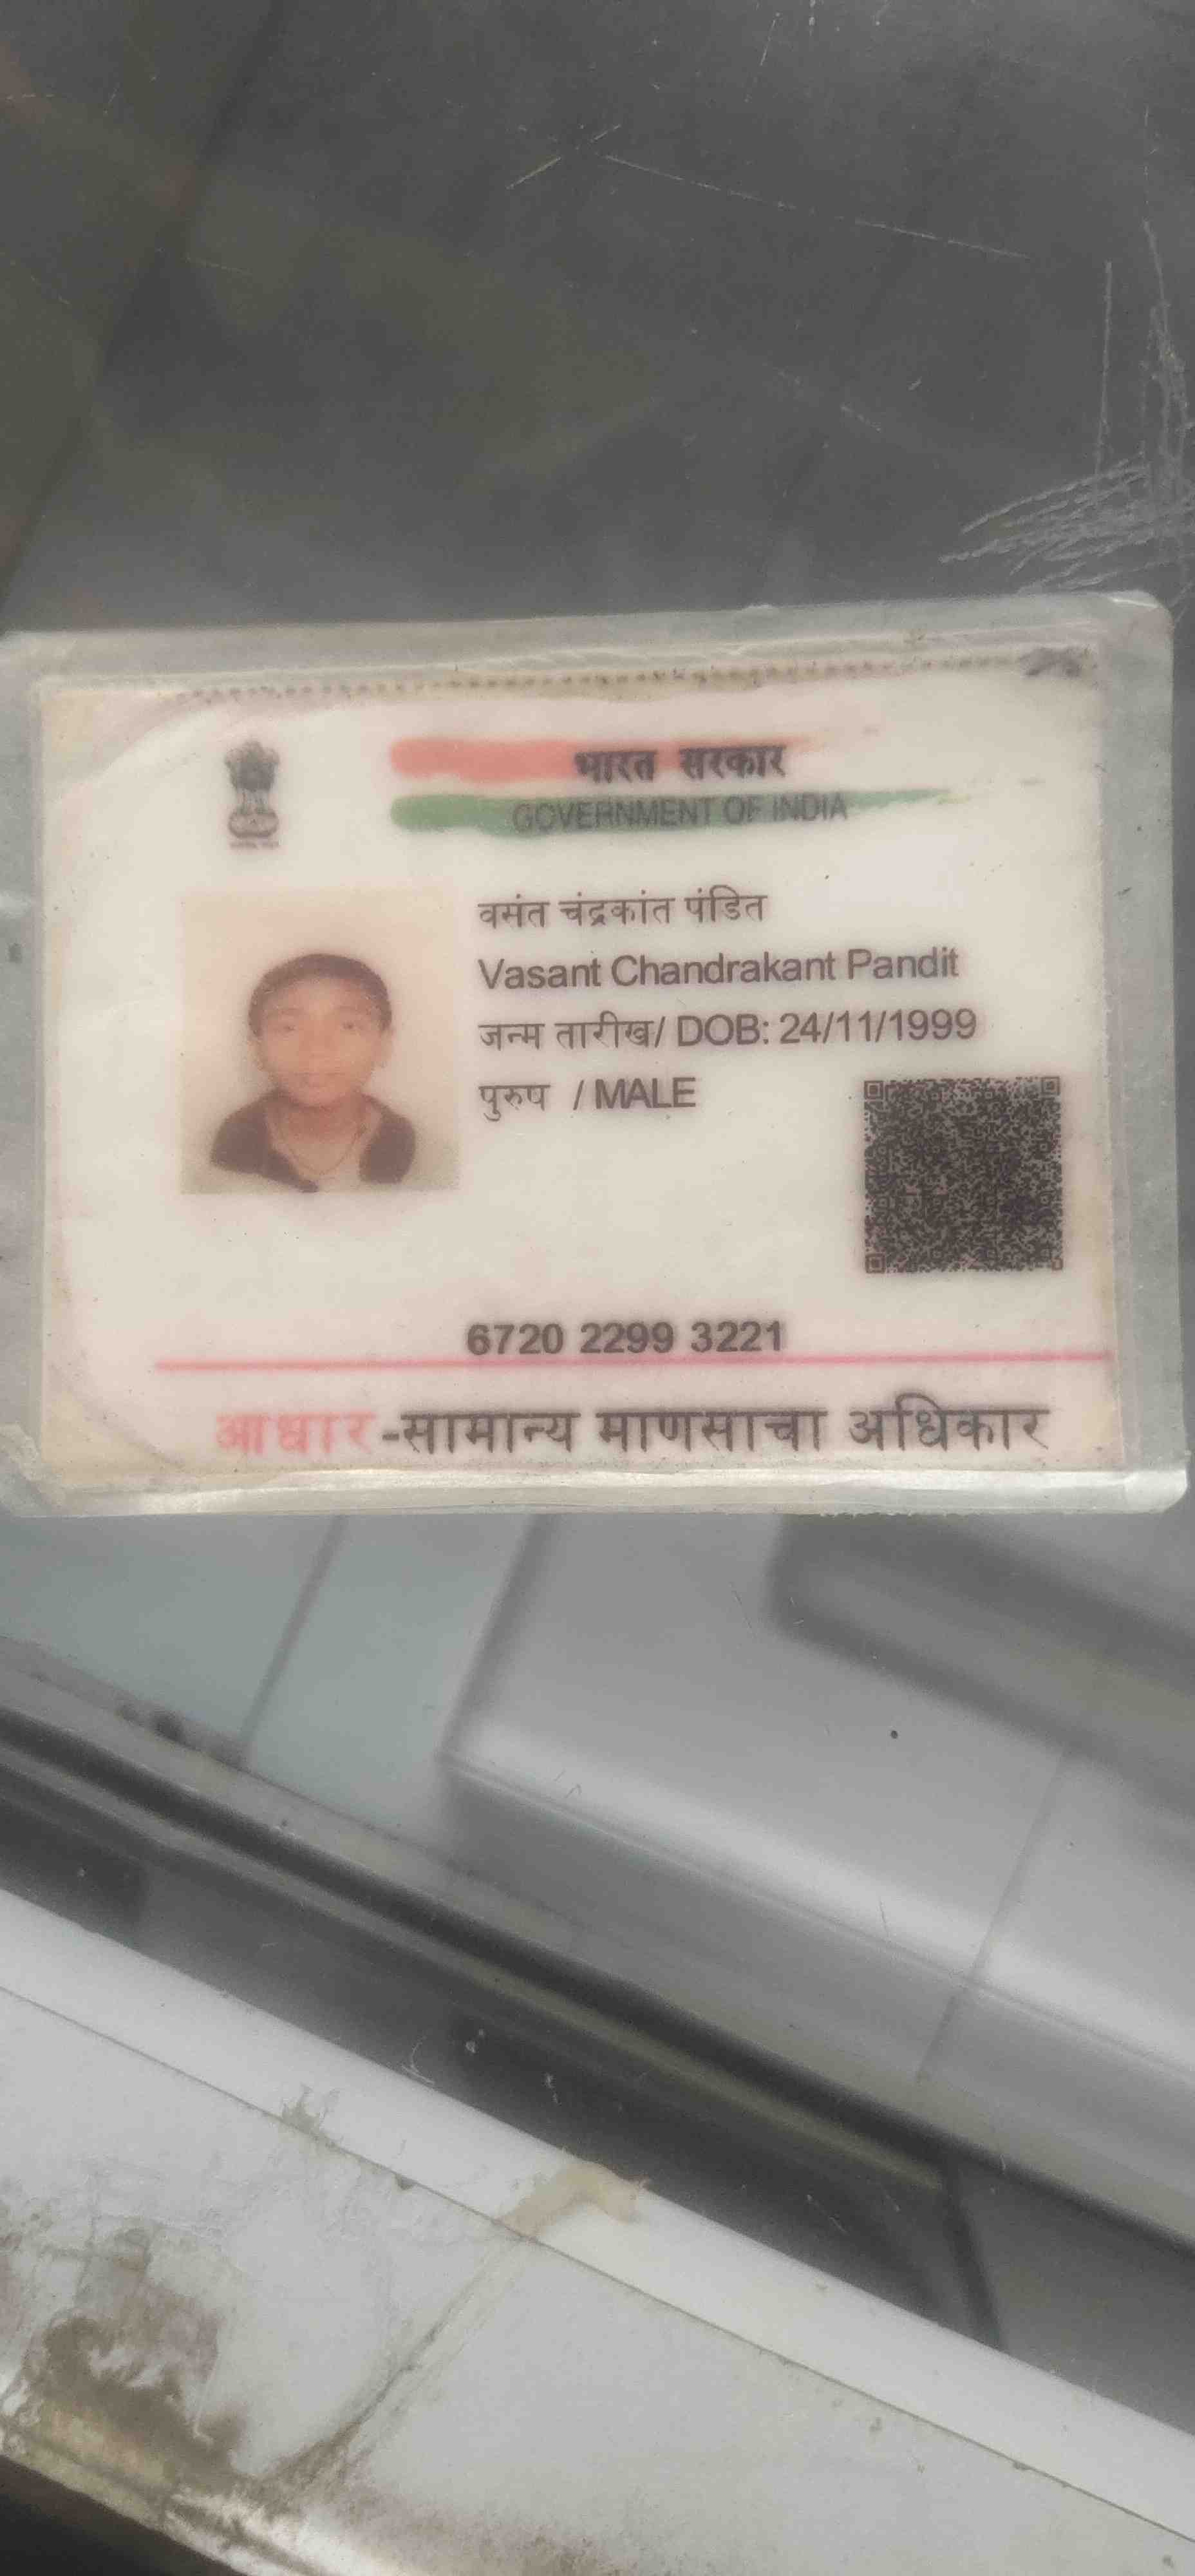 भारत सरकार
GOVERNMENT OF INDIA
वसंत चंद्रकांत पंडित
Vasant Chandrakant Pandit
जन्म तारीख/ DOB: 24/11/1999
पुरुष / MALE
6720 2299 3221
आधार-सामान्य माणसाचा अधिकार